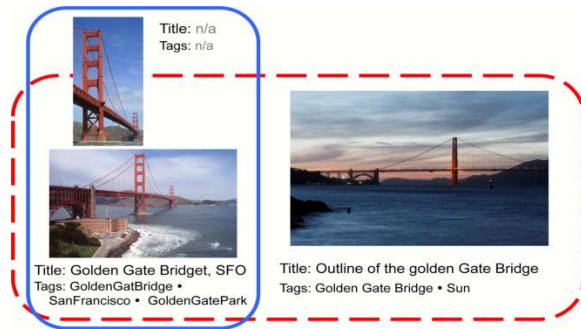 Title: n/a
Tags: n/a
Title: Golden Gate Bridget, SFO
Tags: GoldenGatBridge •
SanFrancisco • GoldenGatePark
Title: Outline of the golden Gate Bridge
Tags: Golden Gate Bridge • Sun